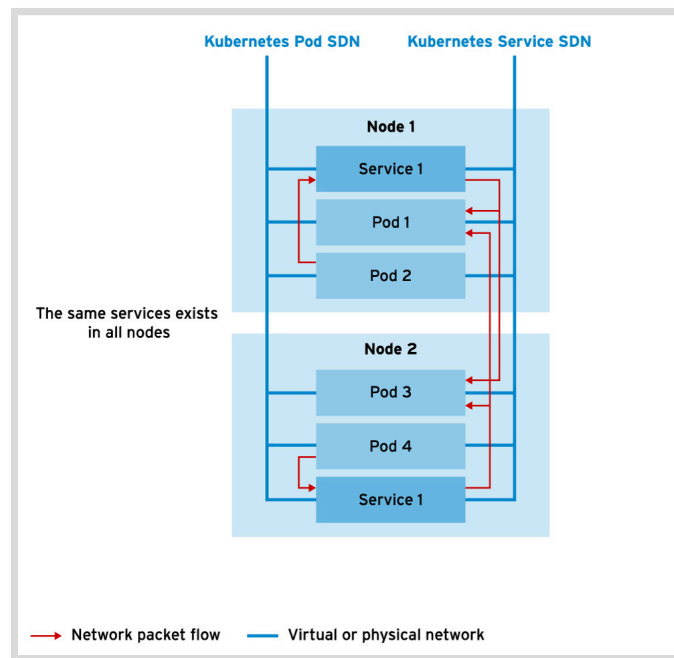 Kubernetes Pod SDN
Kubernetes Service SDN
Node 1
Service 1
Pod 1
Pod 2
The same services exists
in all nodes
Node 2
Pod 3
Pod 4
Service 1
Network packet flow
Virtual or physical network